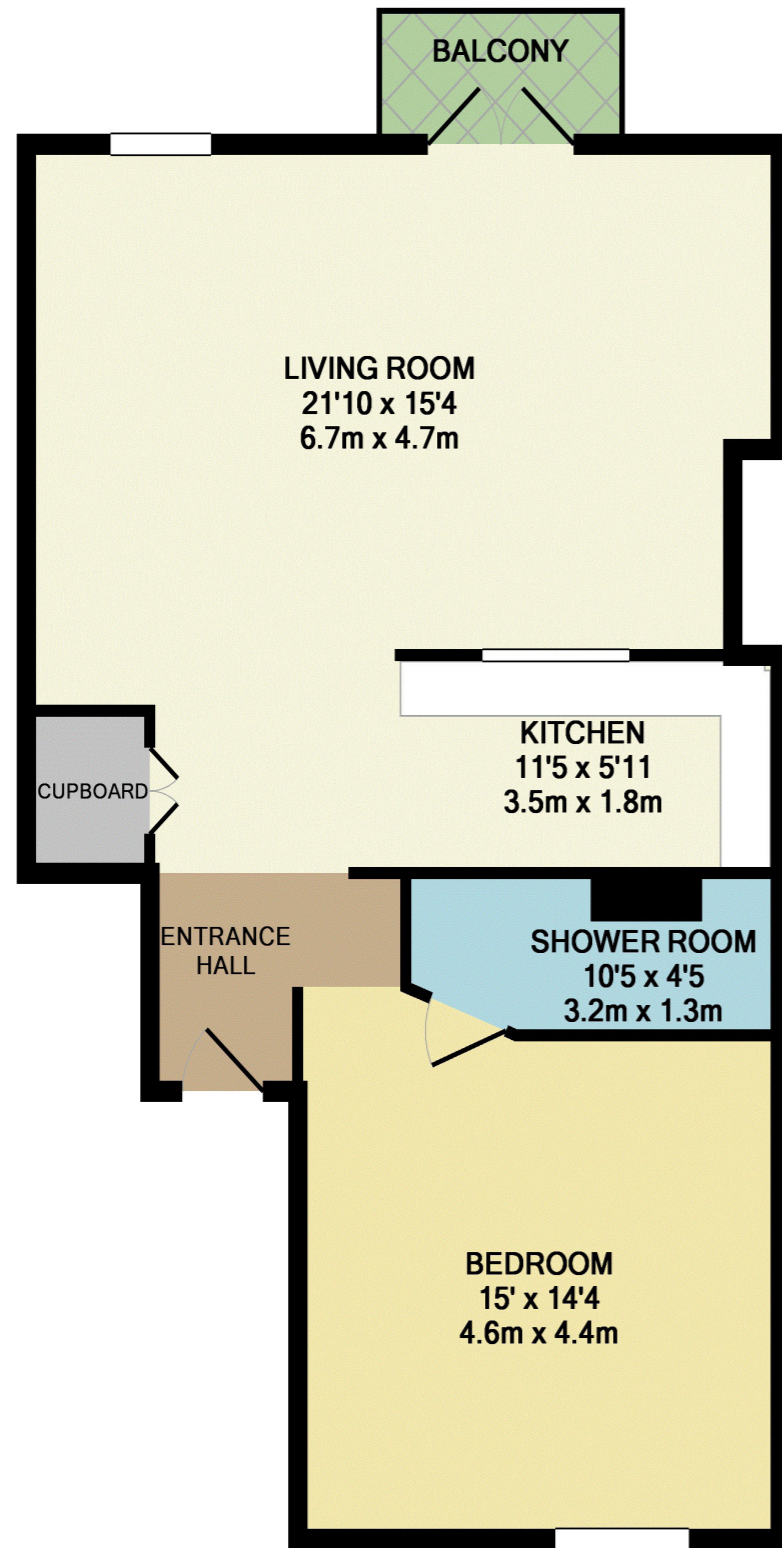 BALCONY
LIVING ROOM
21'10 x 15'4
6.7m x 4.7m
KITCHEN
11'5 x 5'11
3.5m x 1.8m
CUPBOARD
ENTRANCE
HALL
SHOWER ROOM
10'5 x 4'5
3.2m x 1.3m
BEDROOM
15' x 14'4
4.6m x 4.4m